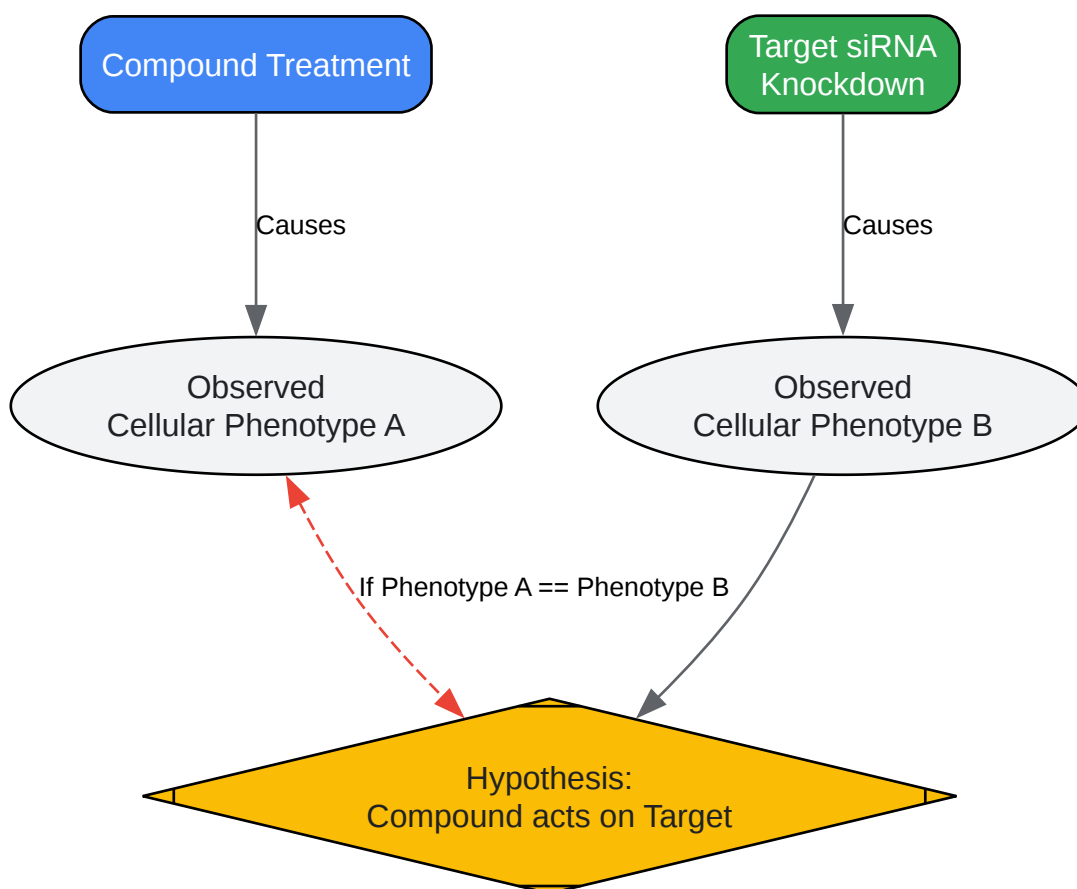 Compound Treatment
Target siRNA
Knockdown
Causes
Causes
Observed
Cellular Phenotype A
Observed
Cellular Phenotype B
If Phenotype A == Phenotype B
Hypothesis:
Compound acts on Target